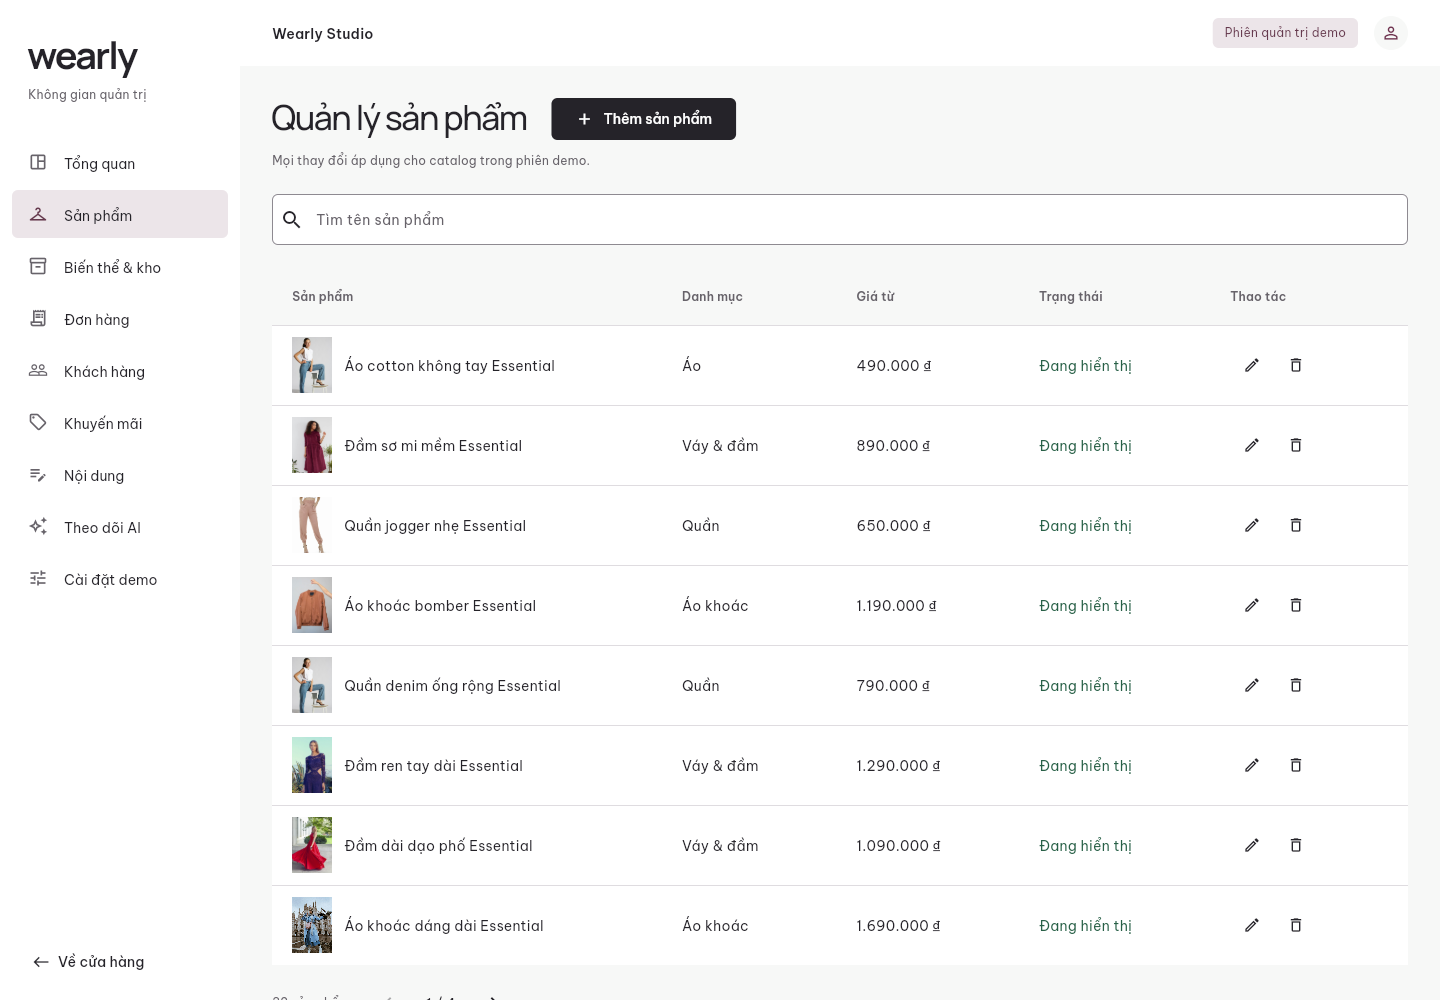 wearly
Không gian quản trị
Tổng quan
Sản phẩm
Biến thể & kho
Đơn hàng
Khách hàng
Khuyến mãi
Nội dung
Theo dõi AI
Cài đặt demo
Về cửa hàng
Wearly Studio
Phiên quản trị demo
Quản lý sản phẩm
Thêm sản phẩm
Mọi thay đổi áp dụng cho catalog trong phiên demo.
Tìm tên sản phẩm
Sản phẩm Danh mục Giá từ Trạng thái Thao tác
Áo cotton không tay Essential Áo 490.000 ₫ Đang hiển thị
Đầm sơ mi mềm Essential Váy & đầm 890.000 ₫ Đang hiển thị
Quần jogger nhẹ Essential Quần 650.000 ₫ Đang hiển thị
Áo khoác bomber Essential Áo khoác 1.190.000 ₫ Đang hiển thị
Quần denim ống rộng Essential Quần 790.000 ₫ Đang hiển thị
Đầm ren tay dài Essential Váy & đầm 1.290.000 ₫ Đang hiển thị
Đầm dài dạo phố Essential Váy & đầm 1.090.000 ₫ Đang hiển thị
Áo khoác dáng dài Essential Áo khoác 1.690.000 ₫ Đang hiển thị